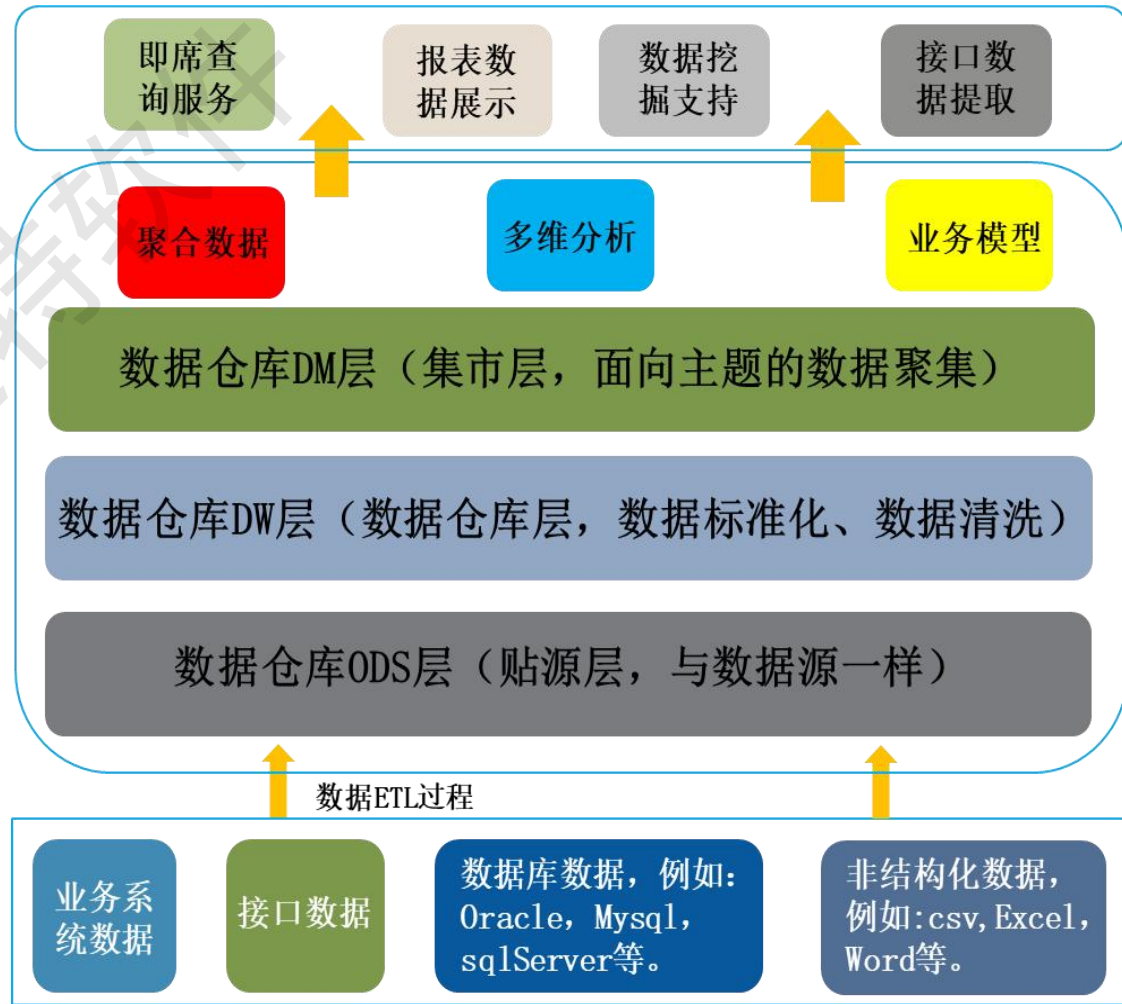 即席查
询服务
报表数
据展示
数据挖
掘支持
接口数
据提取
聚合数据
多维分析
业务模型
数据仓库DM层（集市层，面向主题的数据聚集）
数据仓库DW层（数据仓库层，数据标准化、数据清洗）
数据仓库ODS层（贴源层，与数据源一样）
数据ETL过程
业务系
统数据
接口数据
数据库数据，例如：
Oracle，Mysql，
sqlServer等。
非结构化数据，
例如:csv,Excel，
Word等。
特软件